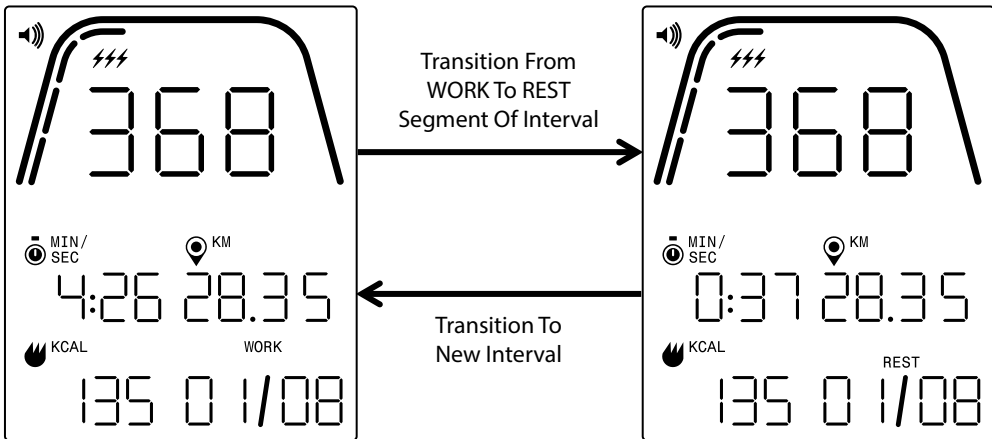 368
MIN/
SEC
KM
4:26 28.35
KCAL
WORK
135 01/08
Transition From
WORK To REST
Segment Of Interval
Transition To
New Interval
368
MIN/
SEC
KM
0:37 28.35
KCAL
REST
135 01/08